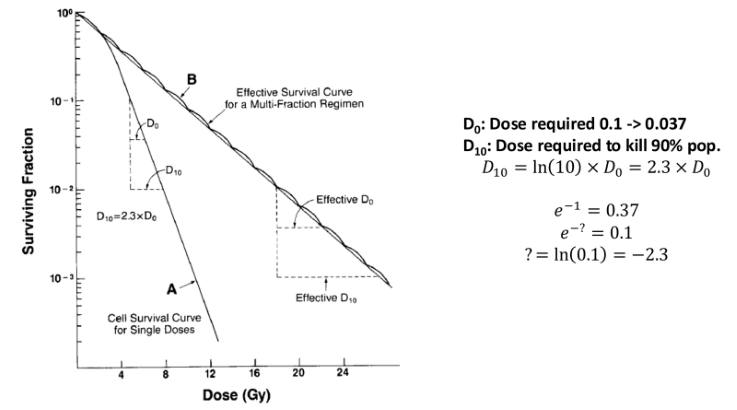 10⁰
B
Effective Survival Curve
for a Multi-Fraction Regimen
10⁻¹
D₀
D₁₀
10⁻²
Effective D₀
D₁₀=2.3xD₀
10⁻³
A
Effective D₁₀
Cell Survival Curve
for Single Doses
4 8 12 16 20 24
Dose (Gy)
Surviving Fraction
D₀: Dose required 0.1 -> 0.037
D₁₀: Dose required to kill 90% pop.
D₁₀ = ln(10) × D₀ = 2.3 × D₀
e⁻¹ = 0.37
e⁻? = 0.1
? = ln(0.1) = −2.3